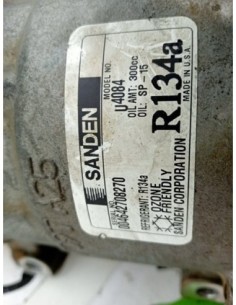 SANDEN
MODEL NO.
U4084
OIL AMT: 300cc
OIL: SP-15
R134a
MADE IN U.S.A.
REFRIGERANT: R134a
OZONE
FRIENDLY
SANDEN CORPORATION